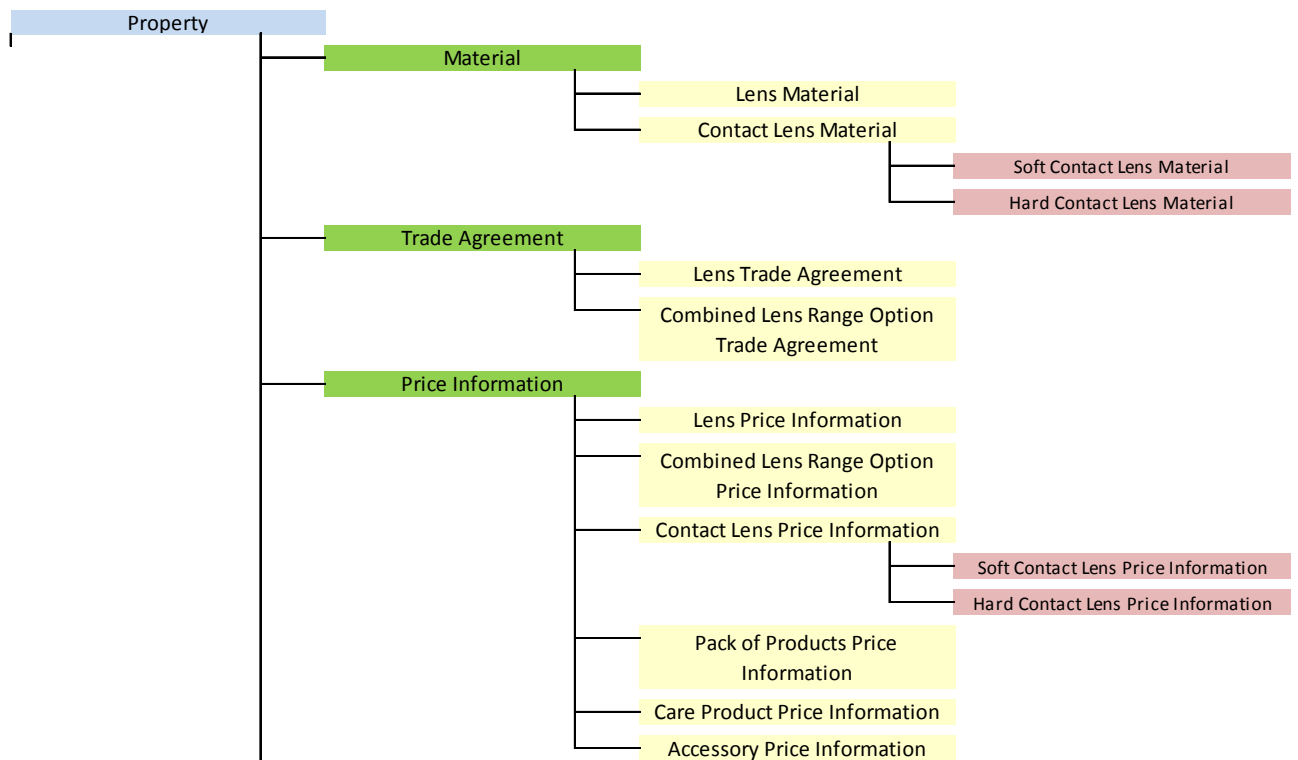 Property
Material
Lens Material
Contact Lens Material
Soft Contact Lens Material
Hard Contact Lens Material
Trade Agreement
Lens Trade Agreement
Combined Lens Range Option
Trade Agreement
Price Information
Lens Price Information
Combined Lens Range Option
Price Information
Contact Lens Price Information
Soft Contact Lens Price Information
Hard Contact Lens Price Information
Pack of Products Price
Information
Care Product Price Information
Accessory Price Information